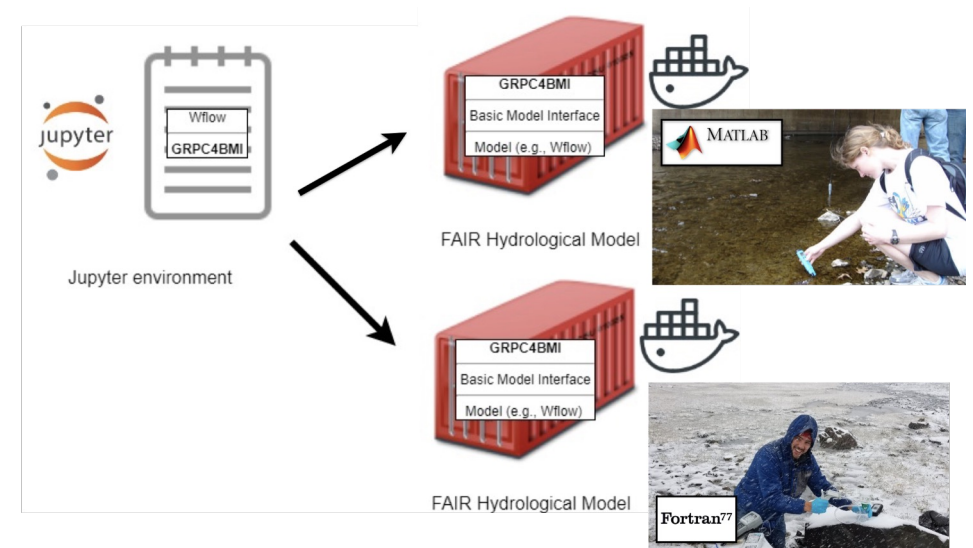 jupyter
Wflow
GRPC4BMI
Jupyter environment
GRPC4BMI
Basic Model Interface
Model (e.g., Wflow)
FAIR Hydrological Model
MATLAB
GRPC4BMI
Basic Model Interface
Model (e.g., Wflow)
FAIR Hydrological Model
Fortran77